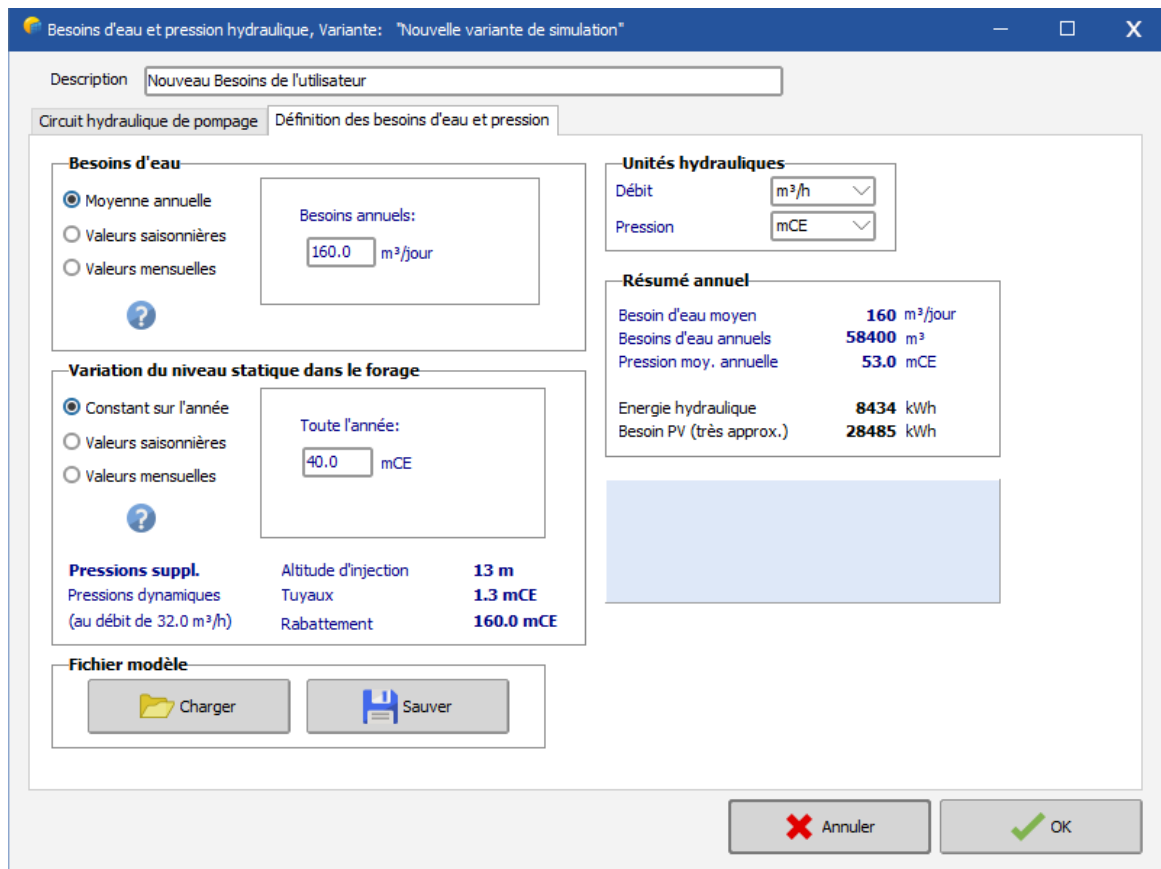 Besoins d'eau et pression hydraulique, Variante: "Nouvelle variante de simulation"
Description Nouveau Besoins de l'utilisateur
Circuit hydraulique de pompage Définition des besoins d'eau et pression
Besoins d'eau
Moyenne annuelle
Valeurs saisonnières
Valeurs mensuelles
Besoins annuels:
160.0 m³/jour
Variation du niveau statique dans le forage
Constant sur l'année
Valeurs saisonnières
Valeurs mensuelles
Toute l'année:
40.0 mCE
Pressions suppl. Altitude d'injection 13 m
Pressions dynamiques Tuyaux 1.3 mCE
(au débit de 32.0 m³/h) Rabattement 160.0 mCE
Fichier modèle
Charger Sauver
Unités hydrauliques
Débit m³/h
Pression mCE
Résumé annuel
Besoin d'eau moyen 160 m³/jour
Besoins d'eau annuels 58400 m³
Pression moy. annuelle 53.0 mCE
Energie hydraulique 8434 kWh
Besoin PV (très approx.) 28485 kWh
Annuler OK